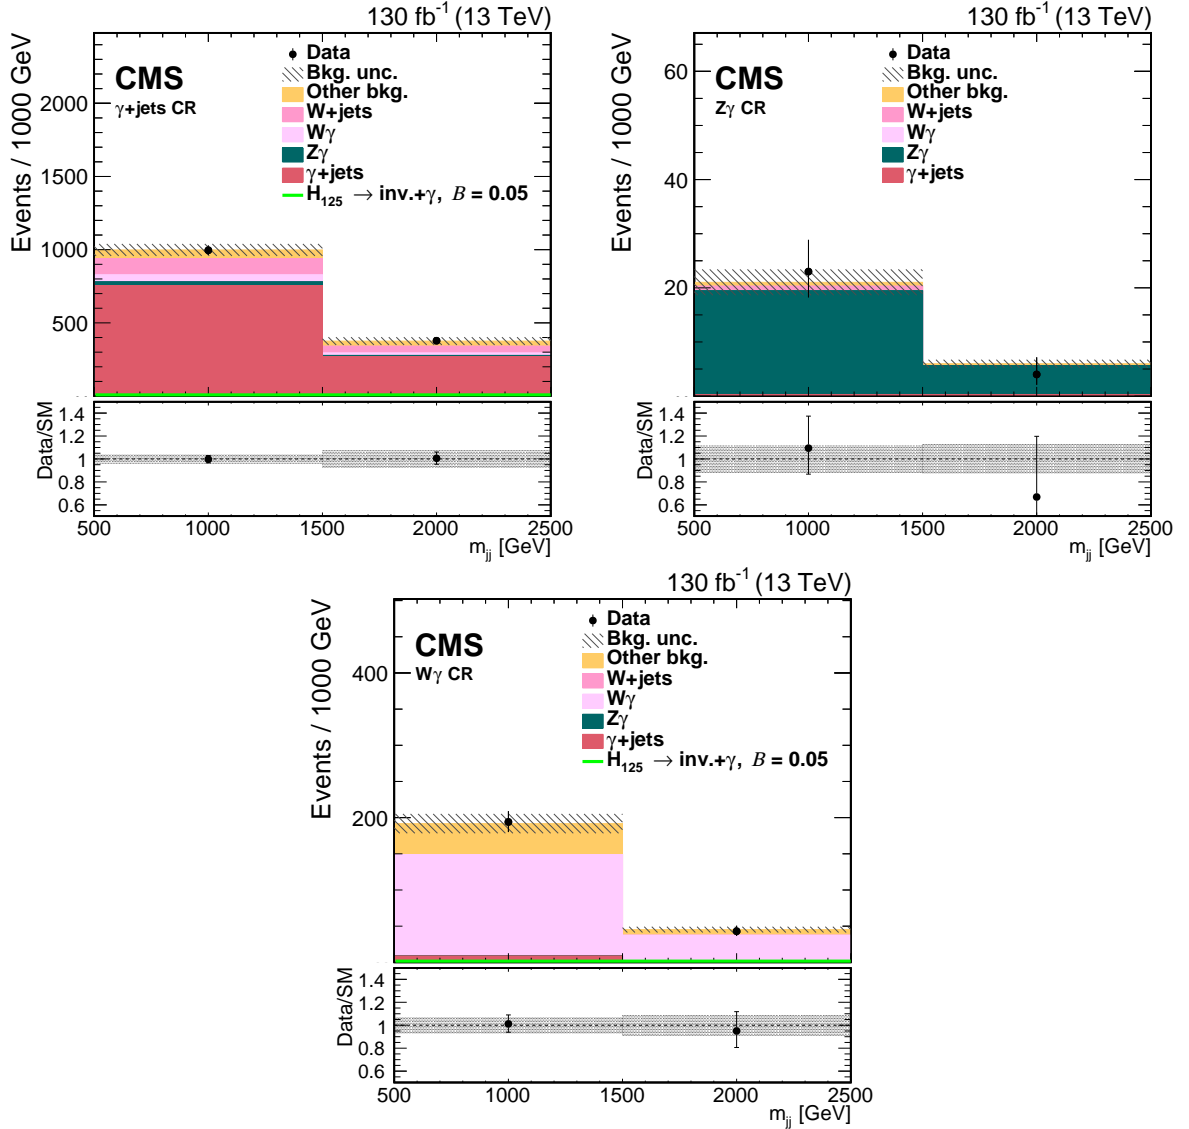 130 fb⁻¹ (13 TeV)
Events / 1000 GeV
CMS
γ+jets CR
Data
Bkg. unc.
Other bkg.
W+jets
Wγ
Zγ
γ+jets
H₁₂₅ → inv.+γ, B = 0.05
2000
1500
1000
500
Data/SM
1.4
1.2
1
0.8
0.6
500 1000 1500 2000 2500
m_jj [GeV]
130 fb⁻¹ (13 TeV)
Events / 1000 GeV
CMS
Zγ CR
Data
Bkg. unc.
Other bkg.
W+jets
Wγ
Zγ
γ+jets
60
40
20
Data/SM
1.4
1.2
1
0.8
0.6
500 1000 1500 2000 2500
m_jj [GeV]
130 fb⁻¹ (13 TeV)
Events / 1000 GeV
CMS
Wγ CR
Data
Bkg. unc.
Other bkg.
W+jets
Wγ
Zγ
γ+jets
H₁₂₅ → inv.+γ, B = 0.05
400
200
Data/SM
1.4
1.2
1
0.8
0.6
500 1000 1500 2000 2500
m_jj [GeV]